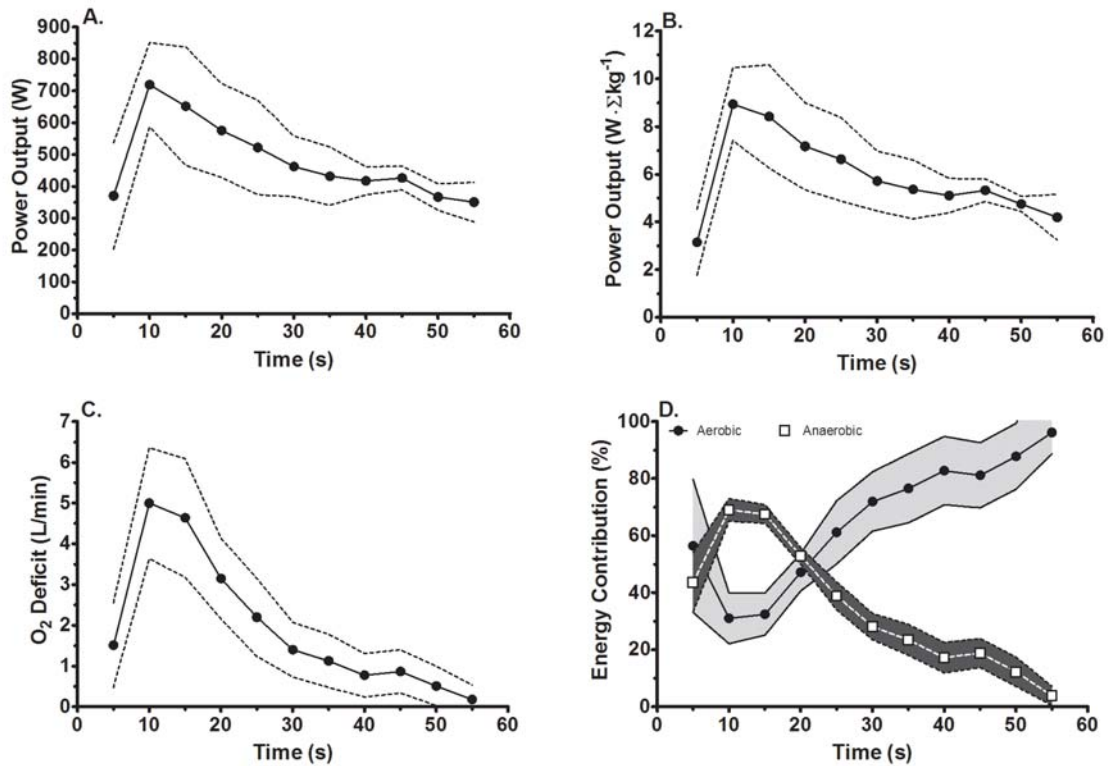 A.
Power Output (W)
900
800
700
600
500
400
300
200
100
0
0 10 20 30 40 50 60
Time (s)
B.
Power Output (W · Σkg⁻¹)
12
10
8
6
4
2
0
0 10 20 30 40 50 60
Time (s)
C.
O₂ Deficit (L/min)
7
6
5
4
3
2
1
0
0 10 20 30 40 50 60
Time (s)
D.
Aerobic Anaerobic
Energy Contribution (%)
100
80
60
40
20
0
0 10 20 30 40 50 60
Time (s)